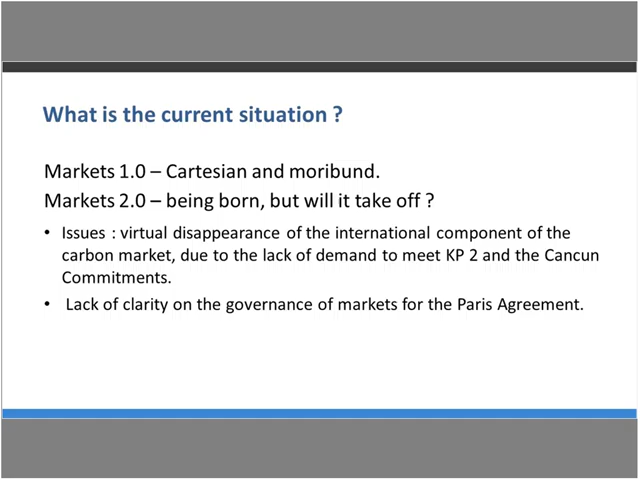 What is the current situation ?
Markets 1.0 – Cartesian and moribund.
Markets 2.0 – being born, but will it take off ?
• Issues : virtual disappearance of the international component of the
carbon market, due to the lack of demand to meet KP 2 and the Cancun
Commitments.
• Lack of clarity on the governance of markets for the Paris Agreement.